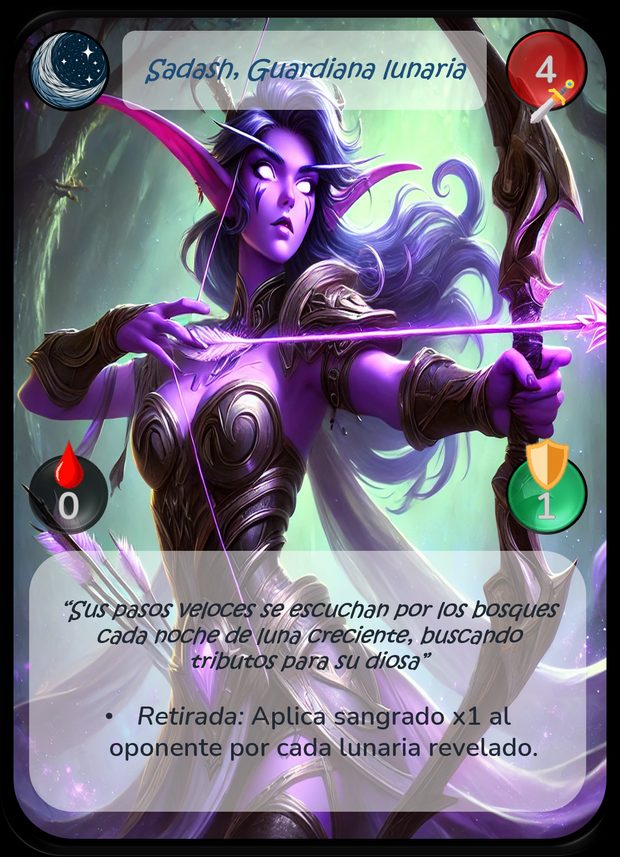 Sadash, Guardiana lunaria
4
0
1
“Sus pasos veloces se escuchan por los bosques
cada noche de luna creciente, buscando
tributos para su diosa”
• Retirada: Aplica sangrado x1 al
oponente por cada lunaria revelado.